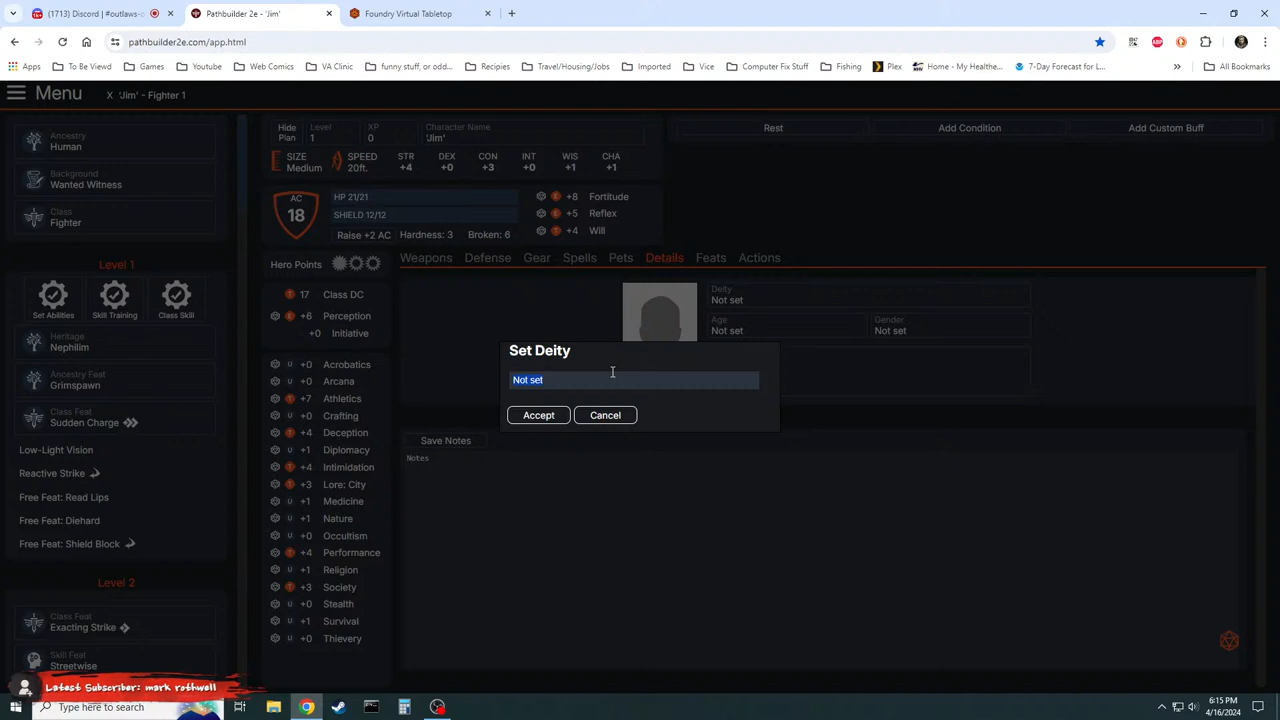 (1713) Discord | #outlaws-o
Pathbuilder 2e - 'Jim'
Foundry Virtual Tabletop
pathbuilder2e.com/app.html
Apps
To Be Viewd
Games
Youtube
Web Comics
VA Clinic
funny stuff, or odd...
Recipies
Travel/Housing/Jobs
Imported
Vice
Computer Fix Stuff
Fishing
Plex
Home - My Healthe...
7-Day Forecast for L...
»
All Bookmarks
Menu
X 'Jim' - Fighter 1
Ancestry
Human
Background
Wanted Witness
Class
Fighter
Level 1
Set Abilities
Skill Training
Class Skill
Heritage
Nephilim
Ancestry Feat
Grimspawn
Class Feat
Sudden Charge
Low-Light Vision
Reactive Strike
Free Feat: Read Lips
Free Feat: Diehard
Free Feat: Shield Block
Level 2
Class Feat
Exacting Strike
Skill Feat
Streetwise
Hide Plan
Level
1
XP
0
Character Name
'Jim'
SIZE
Medium
SPEED
20ft.
STR
+4
DEX
+0
CON
+3
INT
+0
WIS
+1
CHA
+1
AC
18
HP 21/21
SHIELD 12/12
Raise +2 AC
Hardness: 3
Broken: 6
E +8 Fortitude
E +5 Reflex
T +4 Will
Hero Points
T 17 Class DC
E +6 Perception
+0 Initiative
U +0 Acrobatics
U +0 Arcana
T +7 Athletics
U +0 Crafting
T +4 Deception
U +1 Diplomacy
T +4 Intimidation
T +3 Lore: City
U +1 Medicine
U +1 Nature
U +0 Occultism
T +4 Performance
U +1 Religion
T +3 Society
U +0 Stealth
U +1 Survival
U +0 Thievery
Rest
Add Condition
Add Custom Buff
Weapons
Defense
Gear
Spells
Pets
Details
Feats
Actions
Deity
Not set
Age
Not set
Gender
Not set
Set Deity
Not set
Accept
Cancel
Save Notes
Notes
Latest Subscriber: mark rothwell
Type here to search
6:15 PM
4/16/2024